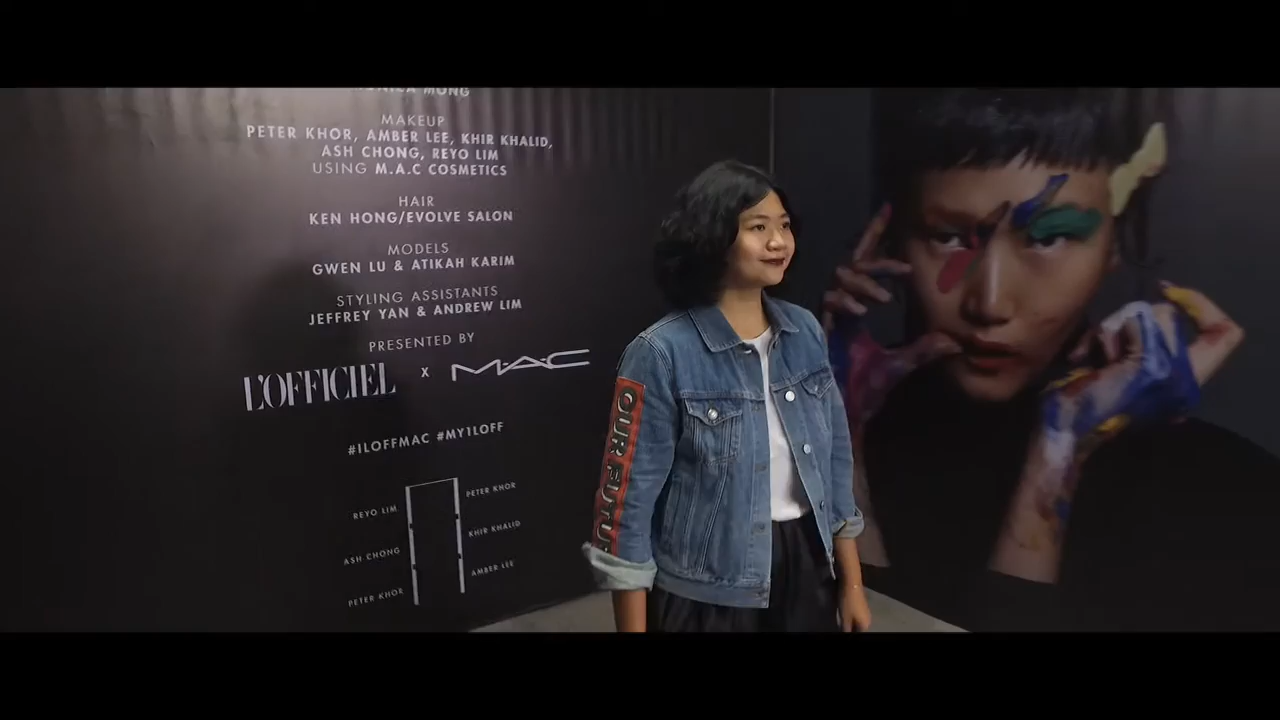 MAKEUP
PETER KHOR, AMBER LEE, KHIR KHALID,
ASH CHONG, REYO LIM
USING M.A.C COSMETICS
HAIR
KEN HONG/EVOLVE SALON
MODELS
GWEN LU & ATIKAH KARIM
STYLING ASSISTANTS
JEFFREY YAN & ANDREW LIM
PRESENTED BY
L'OFFICIEL X M·A·C
#1LOFFMAC #MY1LOFF
REYO LIM
PETER KHOR
ASH CHONG
KHIR KHALID
PETER KHOR
AMBER LEE
OUR FUTU